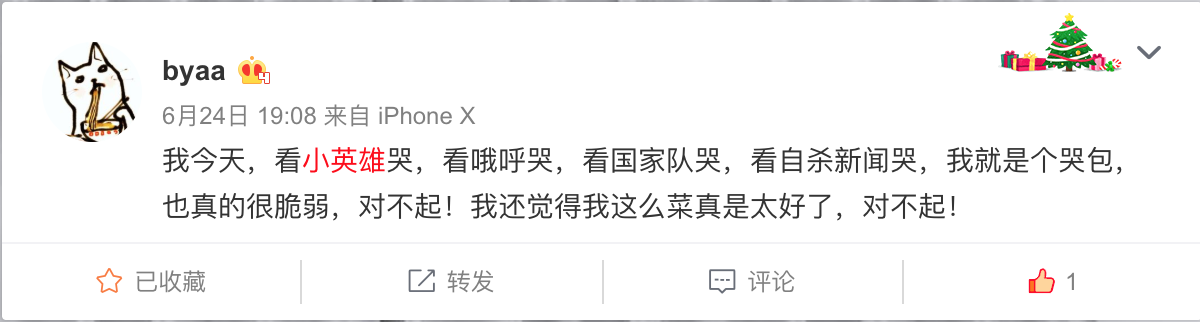 byaa 4
6月24日 19:08 来自 iPhone X
我今天，看小英雄哭，看哦呼哭，看国家队哭，看自杀新闻哭，我就是个哭包，
也真的很脆弱，对不起！我还觉得我这么菜真是太好了，对不起！
已收藏 转发 评论 1